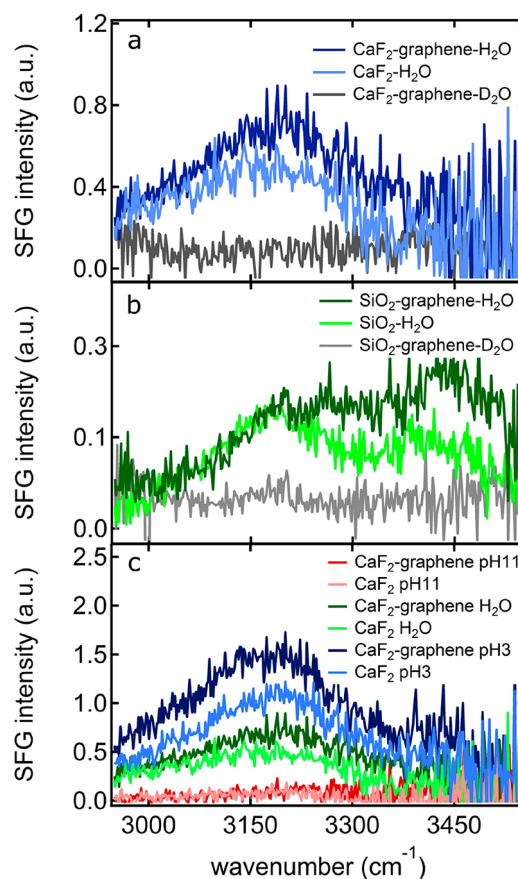 a
1.2
0.8
0.4
0.0
SFG intensity (a.u.)
CaF2-graphene-H2O
CaF2-H2O
CaF2-graphene-D2O
b
0.3
0.1
0.0
SFG intensity (a.u.)
SiO2-graphene-H2O
SiO2-H2O
SiO2-graphene-D2O
c
2.5
2.0
1.5
1.0
0.5
0.0
SFG intensity (a.u.)
CaF2-graphene pH11
CaF2 pH11
CaF2-graphene H2O
CaF2 H2O
CaF2-graphene pH3
CaF2 pH3
3000 3150 3300 3450
wavenumber (cm-1)